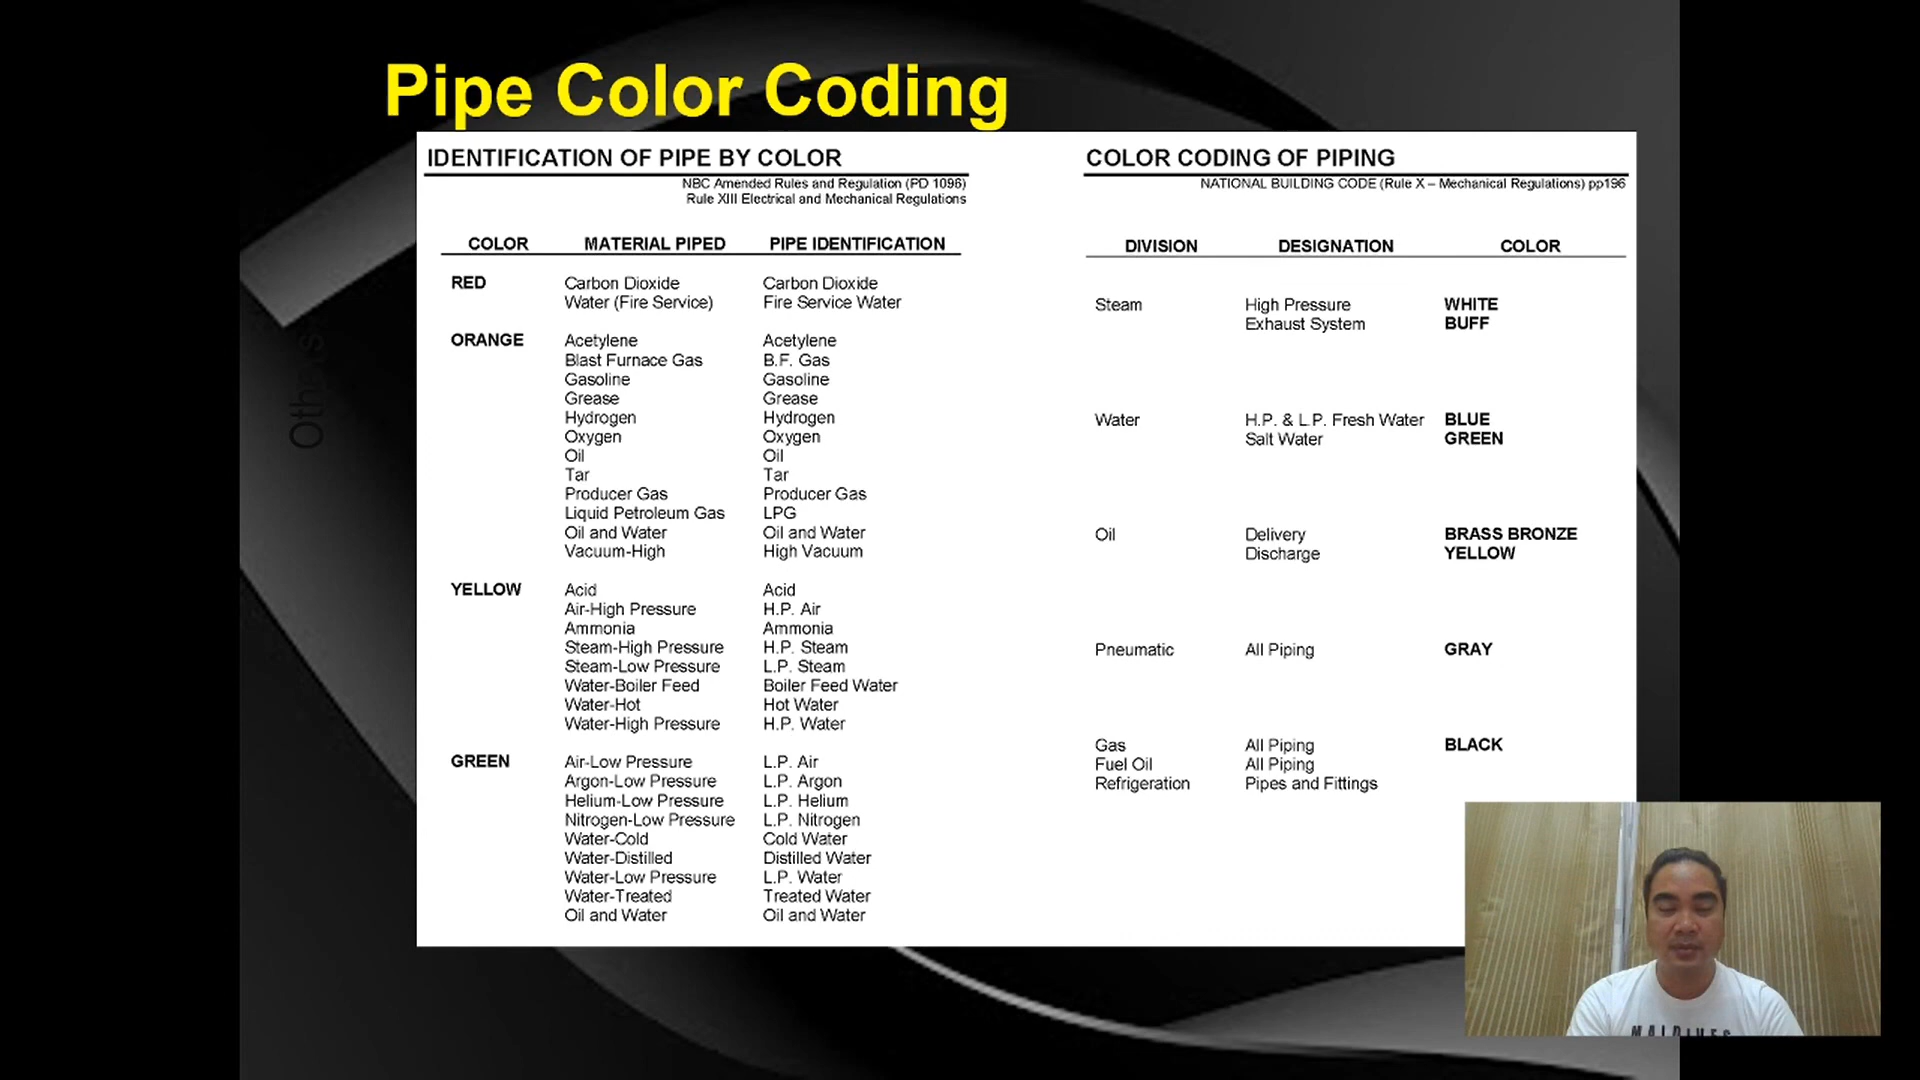 Pipe Color Coding
IDENTIFICATION OF PIPE BY COLOR
NBC Amended Rules and Regulation (PD 1096)
Rule XIII Electrical and Mechanical Regulations
COLOR MATERIAL PIPED PIPE IDENTIFICATION
RED Carbon Dioxide Carbon Dioxide
Water (Fire Service) Fire Service Water
ORANGE Acetylene Acetylene
Blast Furnace Gas B.F. Gas
Gasoline Gasoline
Grease Grease
Hydrogen Hydrogen
Oxygen Oxygen
Oil Oil
Tar Tar
Producer Gas Producer Gas
Liquid Petroleum Gas LPG
Oil and Water Oil and Water
Vacuum-High High Vacuum
YELLOW Acid Acid
Air-High Pressure H.P. Air
Ammonia Ammonia
Steam-High Pressure H.P. Steam
Steam-Low Pressure L.P. Steam
Water-Boiler Feed Boiler Feed Water
Water-Hot Hot Water
Water-High Pressure H.P. Water
GREEN Air-Low Pressure L.P. Air
Argon-Low Pressure L.P. Argon
Helium-Low Pressure L.P. Helium
Nitrogen-Low Pressure L.P. Nitrogen
Water-Cold Cold Water
Water-Distilled Distilled Water
Water-Low Pressure L.P. Water
Water-Treated Treated Water
Oil and Water Oil and Water
COLOR CODING OF PIPING
NATIONAL BUILDING CODE (Rule X – Mechanical Regulations) pp196
DIVISION DESIGNATION COLOR
Steam High Pressure WHITE
Exhaust System BUFF
Water H.P. & L.P. Fresh Water BLUE
Salt Water GREEN
Oil Delivery BRASS BRONZE
Discharge YELLOW
Pneumatic All Piping GRAY
Gas All Piping BLACK
Fuel Oil All Piping
Refrigeration Pipes and Fittings
Others
MALDIVES